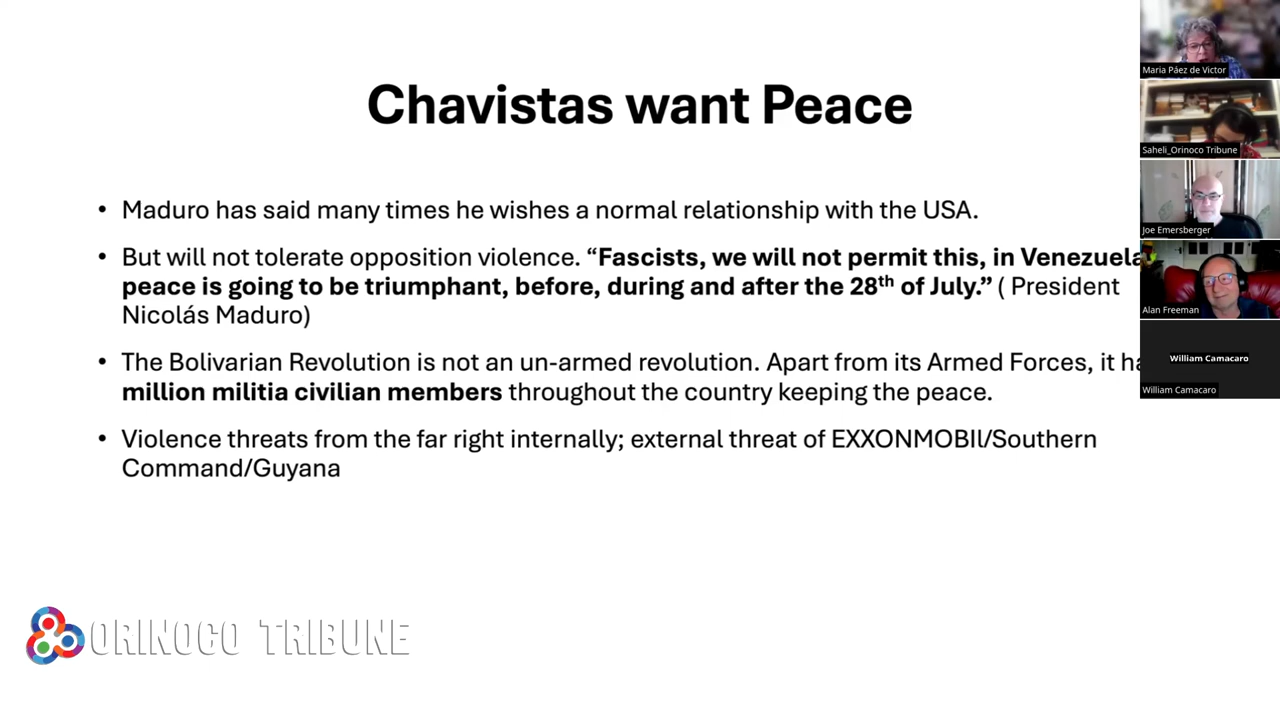 Chavistas want Peace
• Maduro has said many times he wishes a normal relationship with the USA.
• But will not tolerate opposition violence. “Fascists, we will not permit this, in Venezuela
peace is going to be triumphant, before, during and after the 28th of July.” ( President
Nicolás Maduro)
• The Bolivarian Revolution is not an un-armed revolution. Apart from its Armed Forces, it
million militia civilian members throughout the country keeping the peace.
• Violence threats from the far right internally; external threat of EXXONMOBIl/Southern
Command/Guyana
ORINOCO TRIBUNE
Maria Páez de Victor
Saheli_Orinoco Tribune
Joe Emersberger
Alan Freeman
William Camacaro
William Camacaro